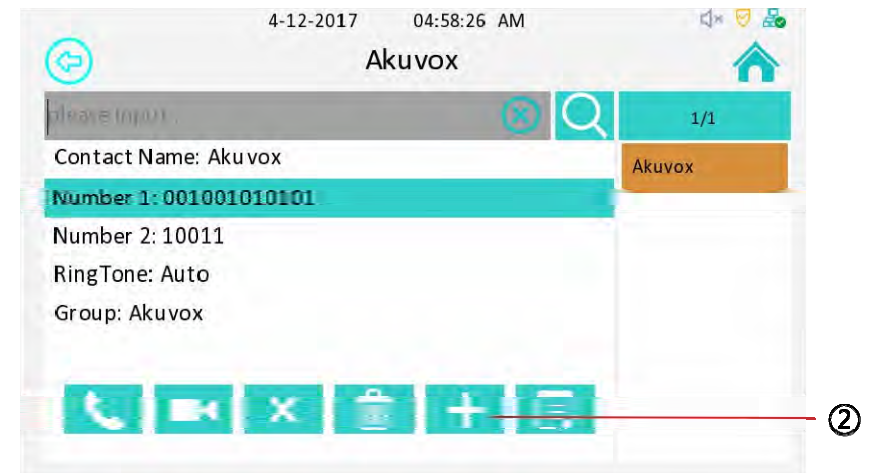 4-12-2017 04:58:26 AM
Akuvox
please input..
1/1
Contact Name: Akuvox
Akuvox
Number 1: 001001010101
Number 2: 10011
RingTone: Auto
Group: Akuvox
②